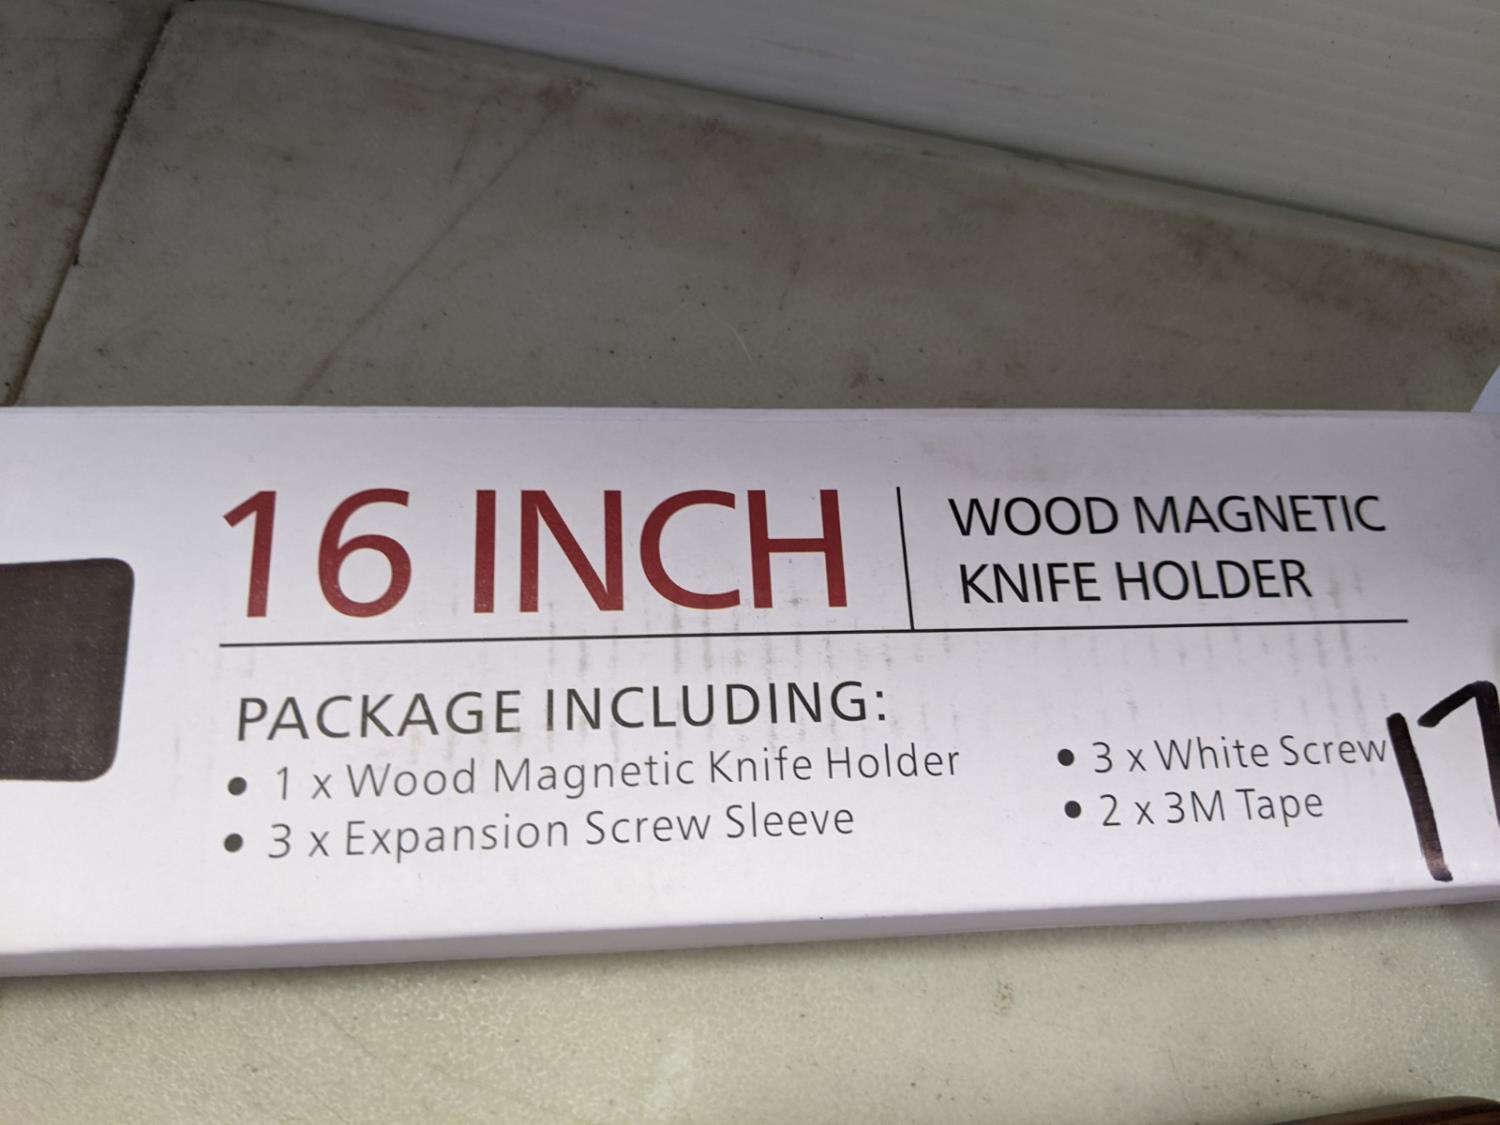 16 INCH
WOOD MAGNETIC
KNIFE HOLDER
PACKAGE INCLUDING:
• 1 x Wood Magnetic Knife Holder
• 3 x Expansion Screw Sleeve
• 3 x White Screw
• 2 x 3M Tape